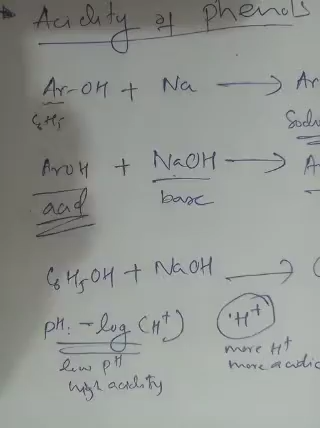 Acidity of phenols
Ar-OH + Na → Ar
C6H5
Sodiu
ArOH + NaOH → A
acid
base
C6H5OH + NaOH → C
pH: -log (H+)
H+
low pH
more H+
high acidity
more acidic